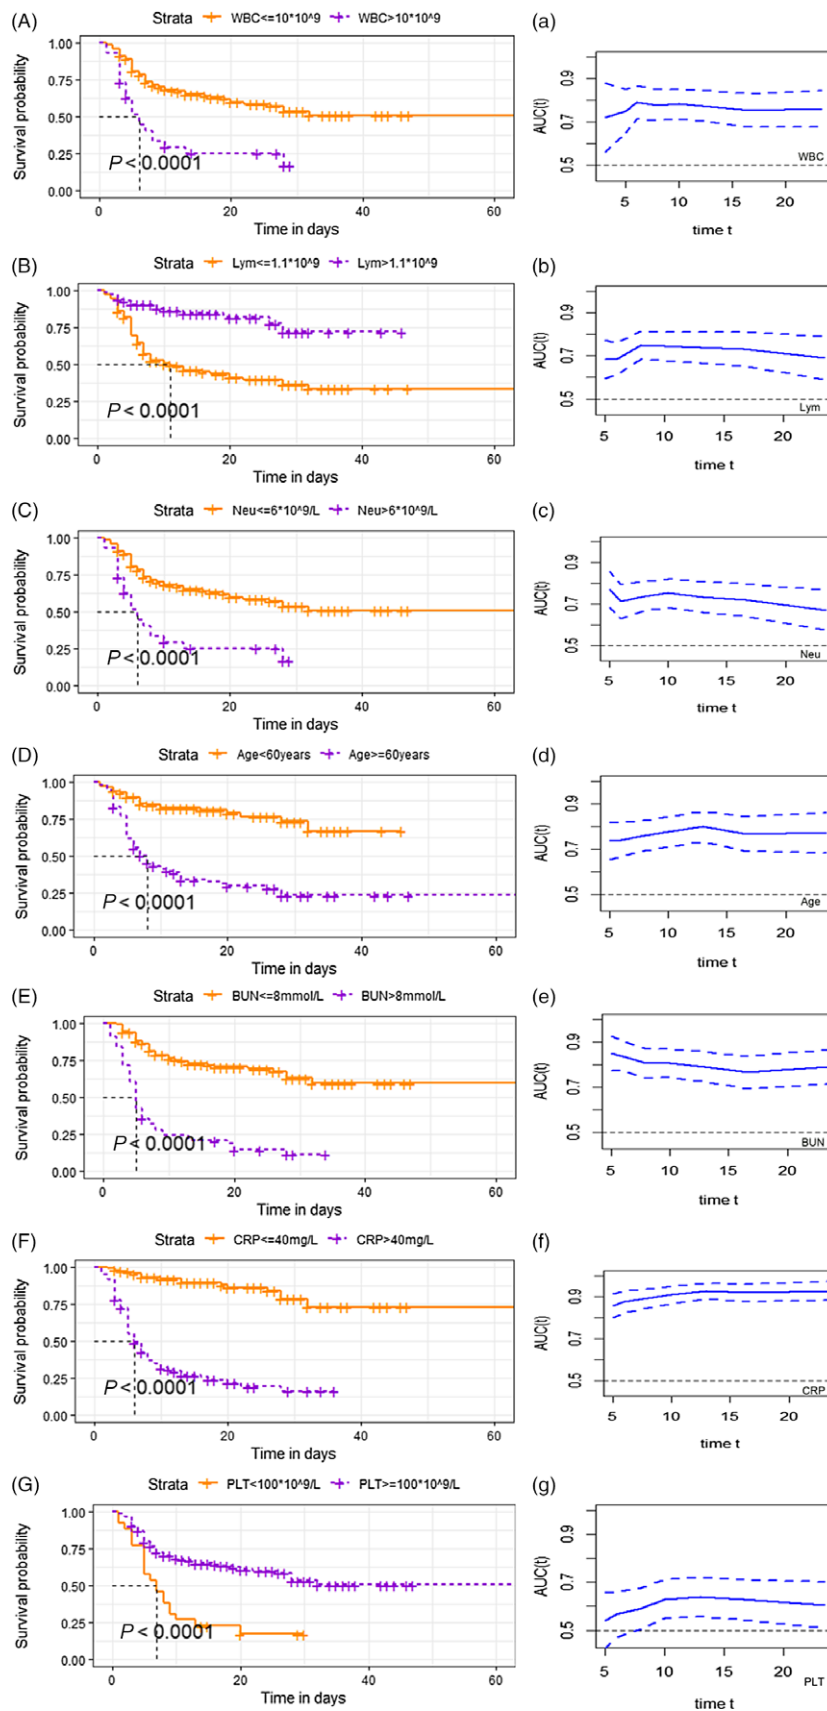 (A) Strata WBC<=10*10^9 WBC>10*10^9
Survival probability
1.00
0.75
0.50
0.25
0.00
P < 0.0001
0 20 40 60
Time in days
(a)
AUC(t)
0.9
0.7
0.5
WBC
5 10 15 20
time t
(B) Strata Lym<=1.1*10^9 Lym>1.1*10^9
Survival probability
1.00
0.75
0.50
0.25
0.00
P < 0.0001
0 20 40 60
Time in days
(b)
AUC(t)
0.9
0.7
0.5
Lym
5 10 15 20
time t
(C) Strata Neu<=6*10^9/L Neu>6*10^9/L
Survival probability
1.00
0.75
0.50
0.25
0.00
P < 0.0001
0 20 40 60
Time in days
(c)
AUC(t)
0.9
0.7
0.5
Neu
5 10 15 20
time t
(D) Strata Age<60years Age>=60years
Survival probability
1.00
0.75
0.50
0.25
0.00
P < 0.0001
0 20 40 60
Time in days
(d)
AUC(t)
0.9
0.7
0.5
Age
5 10 15 20
time t
(E) Strata BUN<=8mmol/L BUN>8mmol/L
Survival probability
1.00
0.75
0.50
0.25
0.00
P < 0.0001
0 20 40 60
Time in days
(e)
AUC(t)
0.9
0.7
0.5
BUN
5 10 15 20
time t
(F) Strata CRP<=40mg/L CRP>40mg/L
Survival probability
1.00
0.75
0.50
0.25
0.00
P < 0.0001
0 20 40 60
Time in days
(f)
AUC(t)
0.9
0.7
0.5
CRP
5 10 15 20
time t
(G) Strata PLT<100*10^9/L PLT>=100*10^9/L
Survival probability
1.00
0.75
0.50
0.25
0.00
P < 0.0001
0 20 40 60
Time in days
(g)
AUC(t)
0.9
0.7
0.5
PLT
5 10 15 20
time t